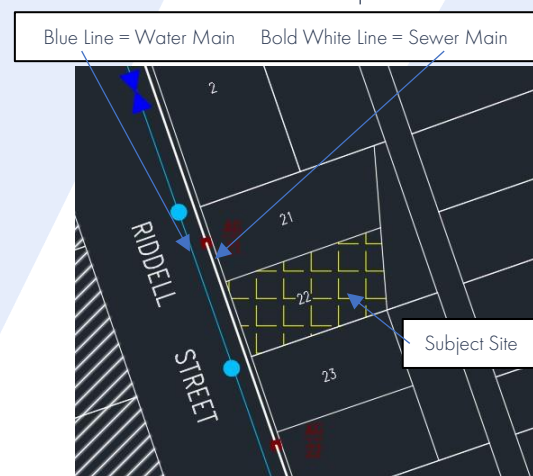 Blue Line = Water Main
Bold White Line = Sewer Main
2
21
RIDDELL
22
Subject Site
STREET
23